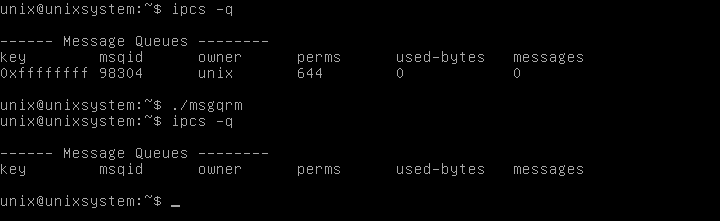 unix@unixsystem:~$ ipcs -q
------ Message Queues --------
key msqid owner perms used-bytes messages
0xffffffff 98304 unix 644 0 0
unix@unixsystem:~$ ./msgqrm
unix@unixsystem:~$ ipcs -q
------ Message Queues --------
key msqid owner perms used-bytes messages
unix@unixsystem:~$ _